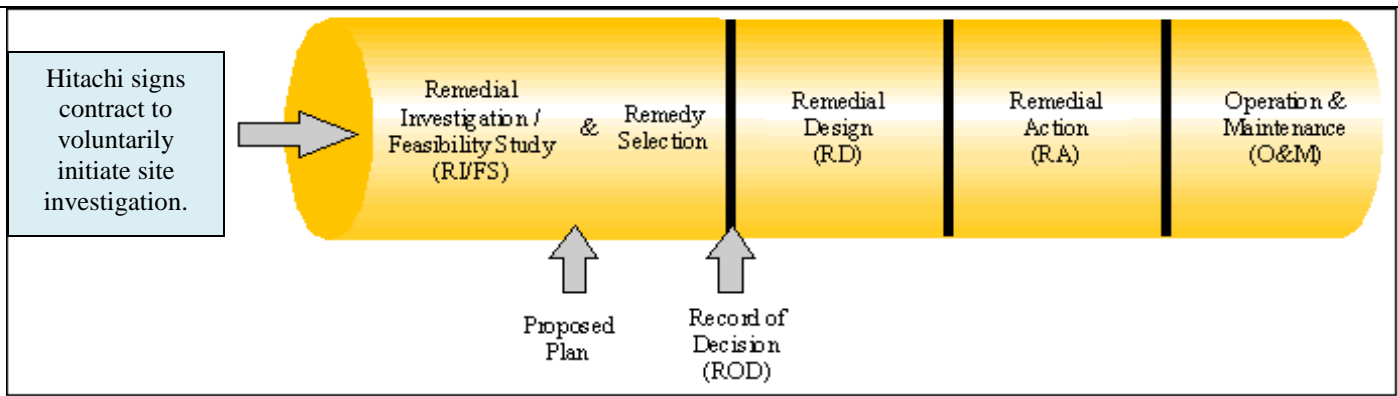 Hitachi signs
contract to
voluntarily
initiate site
investigation.
Remedial
Investigation /
Feasibility Study
(RI/FS)
&
Remedy
Selection
Remedial
Design
(RD)
Remedial
Action
(RA)
Operation &
Maintenance
(O&M)
Proposed
Plan
Record of
Decision
(ROD)